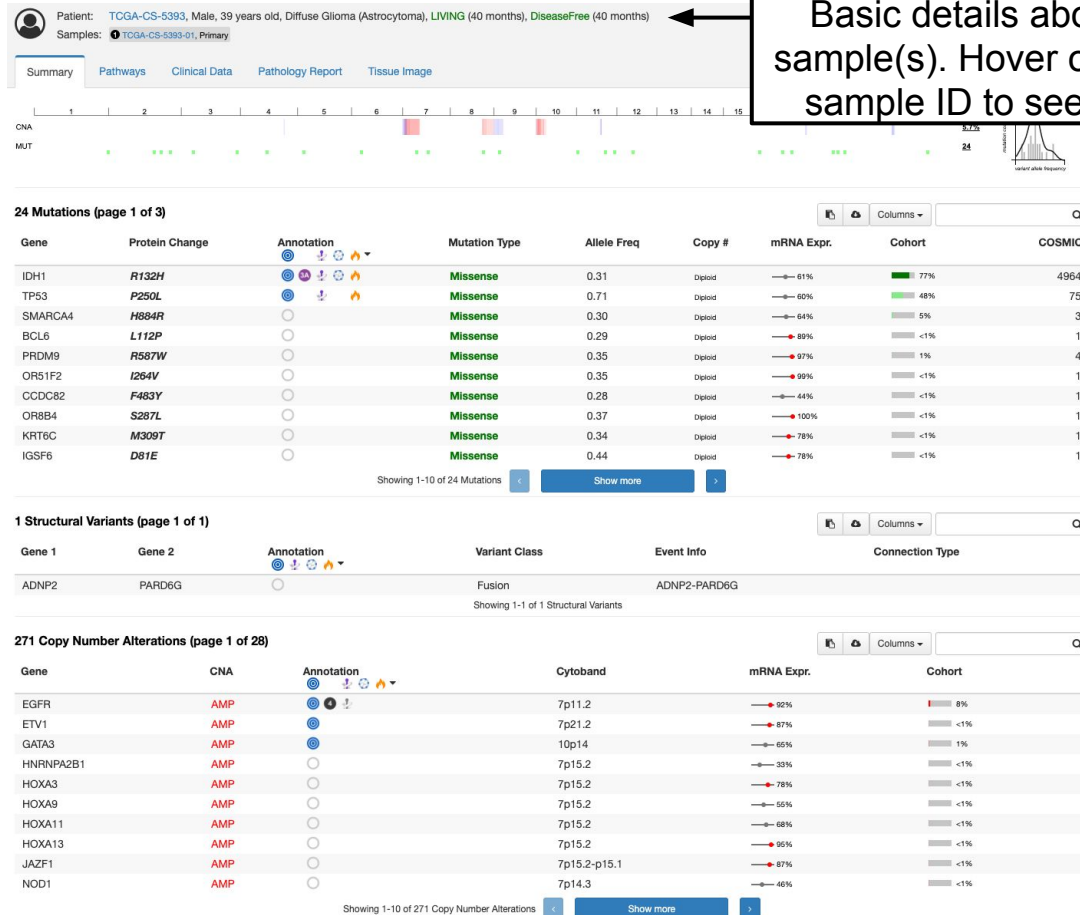 Patient: TCGA-CS-5393, Male, 39 years old, Diffuse Glioma (Astrocytoma), LIVING (40 months), DiseaseFree (40 months)
Samples: 1 TCGA-CS-5393-01, Primary
Basic details abo
sample(s). Hover o
sample ID to see
Summary Pathways Clinical Data Pathology Report Tissue Image
1 2 3 4 5 6 7 8 9 10 11 12 13 14 15
CNA 5.7%
MUT 24
variant allele frequency
24 Mutations (page 1 of 3) Columns
Gene Protein Change Annotation Mutation Type Allele Freq Copy # mRNA Expr. Cohort COSMIC
IDH1 R132H 3A Missense 0.31 Diploid 61% 77% 4964
TP53 P250L Missense 0.71 Diploid 60% 48% 75
SMARCA4 H884R Missense 0.30 Diploid 64% 5% 3
BCL6 L112P Missense 0.29 Diploid 89% <1% 1
PRDM9 R587W Missense 0.35 Diploid 97% 1% 4
OR51F2 I264V Missense 0.35 Diploid 99% <1% 1
CCDC82 F483Y Missense 0.28 Diploid 44% <1% 1
OR8B4 S287L Missense 0.37 Diploid 100% <1% 1
KRT6C M309T Missense 0.34 Diploid 78% <1% 1
IGSF6 D81E Missense 0.44 Diploid 78% <1% 1
Showing 1-10 of 24 Mutations Show more
1 Structural Variants (page 1 of 1) Columns
Gene 1 Gene 2 Annotation Variant Class Event Info Connection Type
ADNP2 PARD6G Fusion ADNP2-PARD6G
Showing 1-1 of 1 Structural Variants
271 Copy Number Alterations (page 1 of 28) Columns
Gene CNA Annotation Cytoband mRNA Expr. Cohort
EGFR AMP 4 7p11.2 92% 8%
ETV1 AMP 7p21.2 87% <1%
GATA3 AMP 10p14 65% 1%
HNRNPA2B1 AMP 7p15.2 33% <1%
HOXA3 AMP 7p15.2 78% <1%
HOXA9 AMP 7p15.2 55% <1%
HOXA11 AMP 7p15.2 68% <1%
HOXA13 AMP 7p15.2 95% <1%
JAZF1 AMP 7p15.2-p15.1 87% <1%
NOD1 AMP 7p14.3 46% <1%
Showing 1-10 of 271 Copy Number Alterations Show more